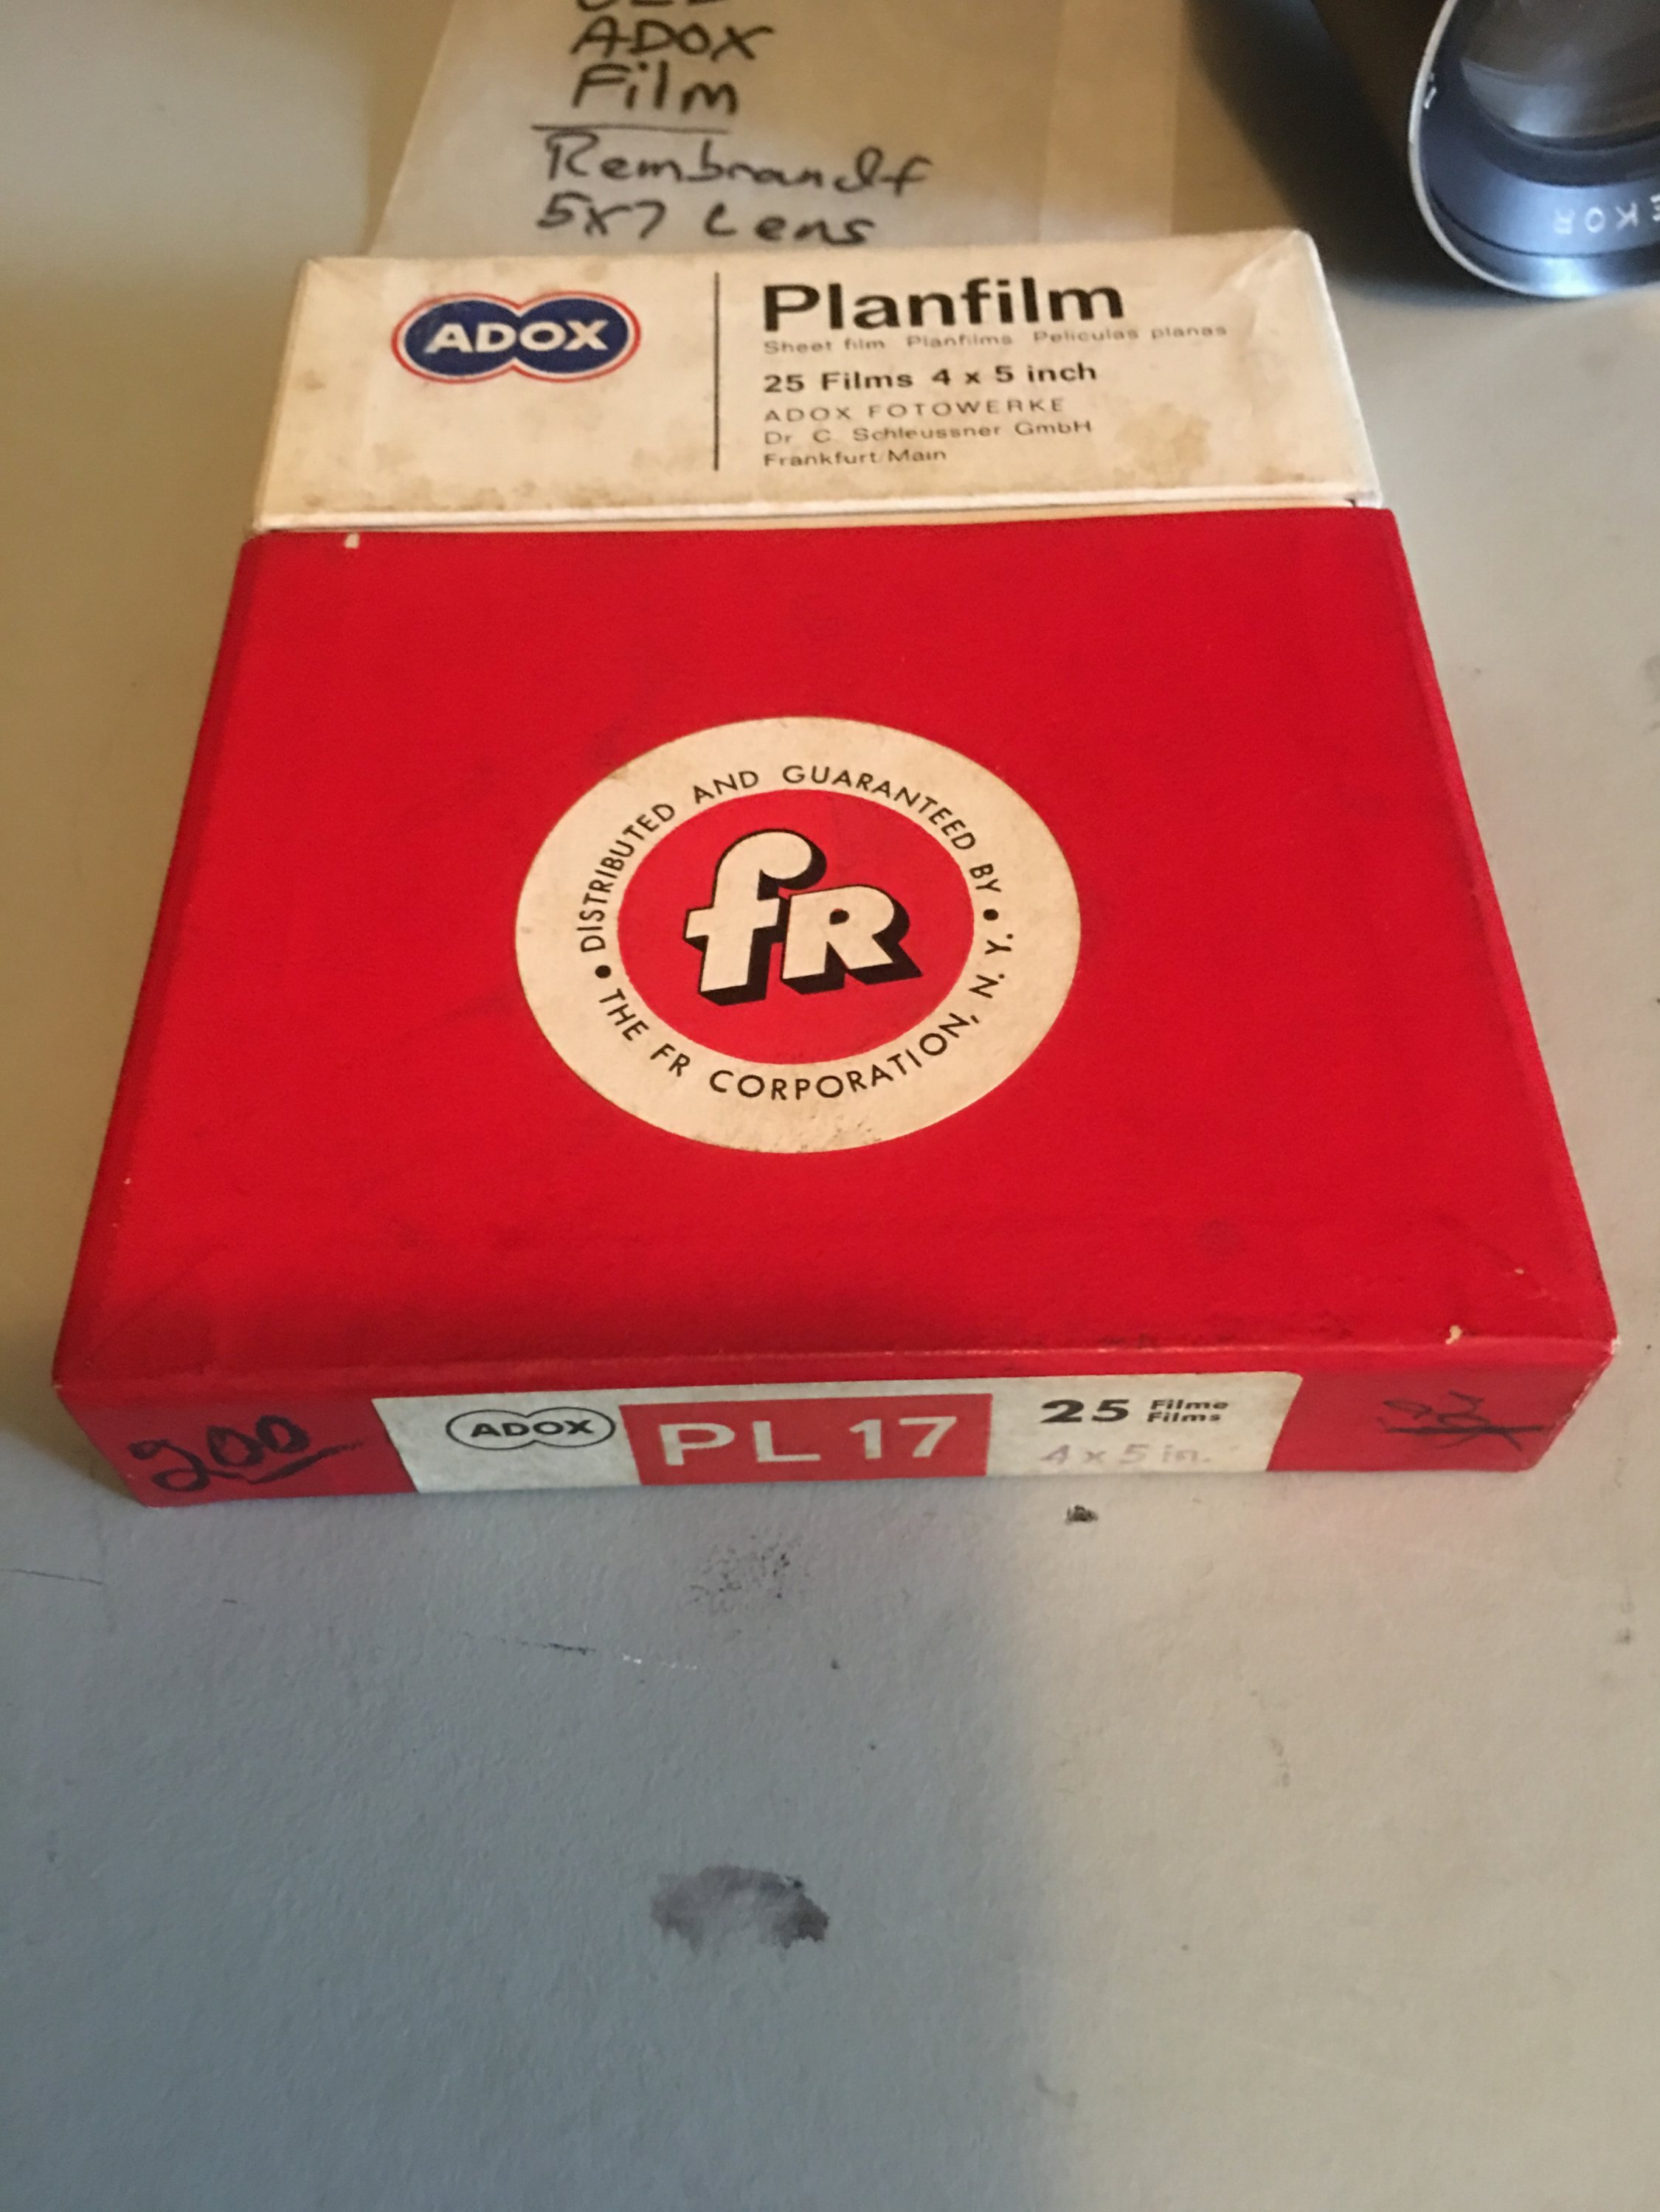 ADOX
Film
Rembrandt
5x7 Lens
EKOR
ADOX
Planfilm
Sheet film Planfilms Peliculas planas
25 Films 4 x 5 inch
ADOX FOTOWERKE
Dr C Schleussner GmbH
Frankfurt/Main
• DISTRIBUTED AND GUARANTEED BY •
THE FR CORPORATION, N. Y.
fR
200
ADOX
PL 17
25 Filme
Films
4 x 5 in.